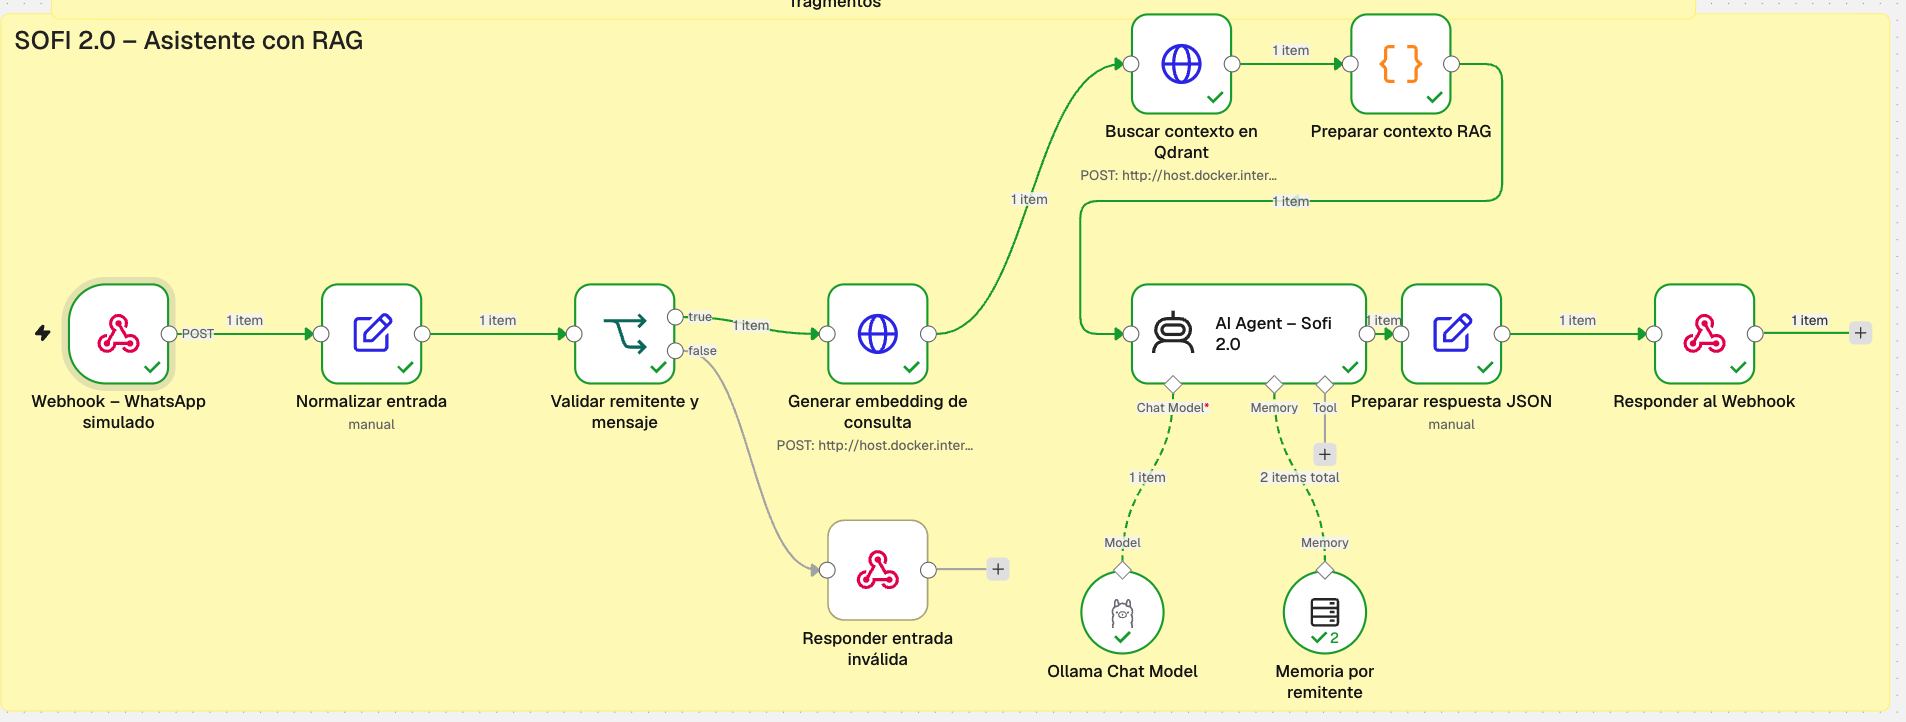 fragmentos
SOFI 2.0 – Asistente con RAG
1 item
Buscar contexto en
Qdrant
POST: http://host.docker.inter...
Preparar contexto RAG
1 item
1 item
POST
1 item
Webhook – WhatsApp
simulado
1 item
Normalizar entrada
manual
true
false
1 item
Validar remitente y
mensaje
Generar embedding de
consulta
POST: http://host.docker.inter...
AI Agent – Sofi
2.0
1 item
Chat Model*
Memory
Tool
Preparar respuesta JSON
manual
1 item
Responder al Webhook
1 item
1 item
2 items total
Model
Memory
Responder entrada
inválida
Ollama Chat Model
2
Memoria por
remitente